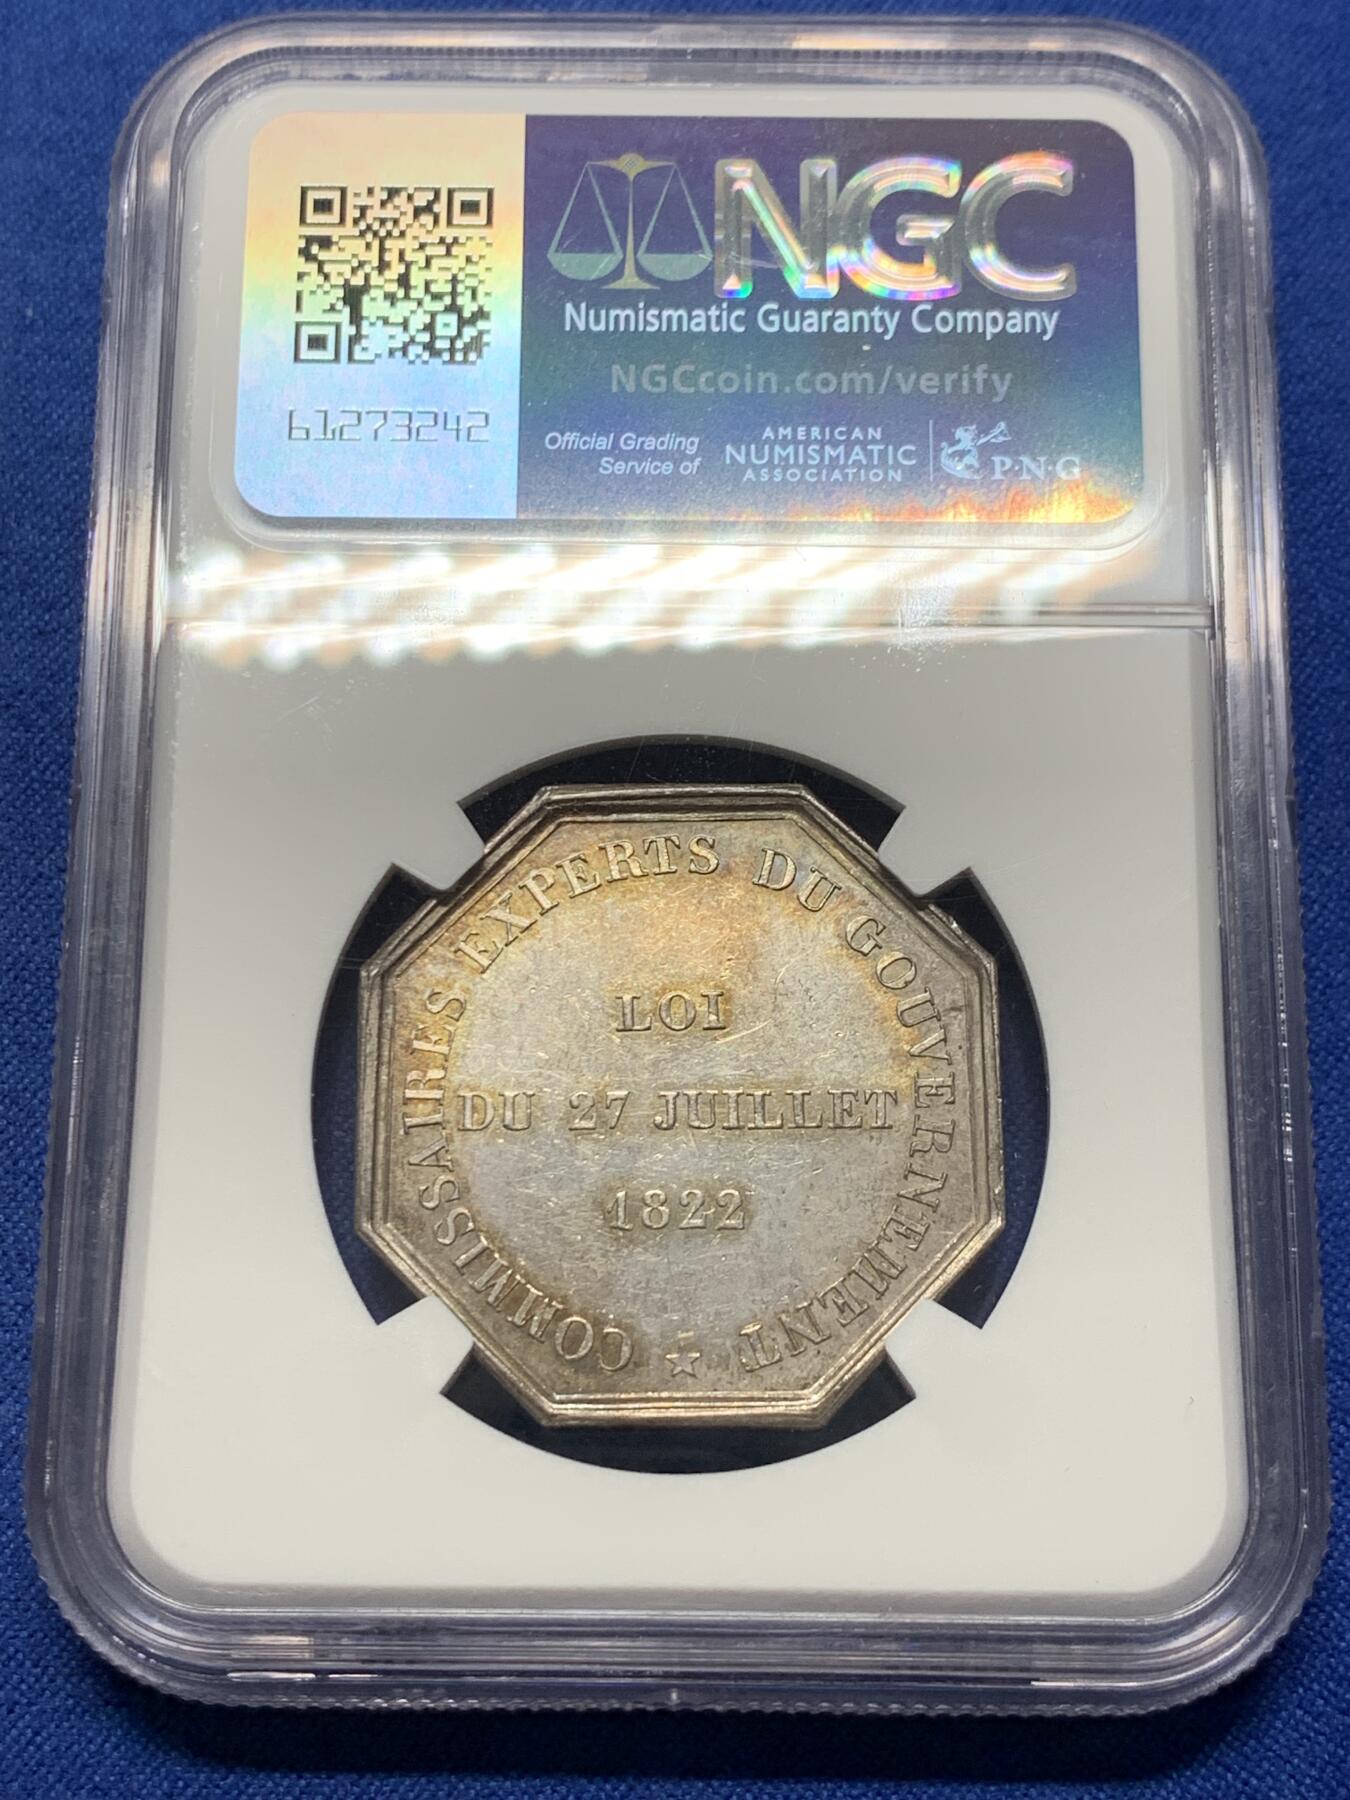 NGC
Numismatic Guaranty Company
NGCcoin.com/verify
61273242
Official Grading
Service of
AMERICAN
NUMISMATIC
ASSOCIATION
P·N·G
COMMISSAIRES EXPERTS DU GOUVERNEMENT
LOI
DU 27 JUILLET
1822